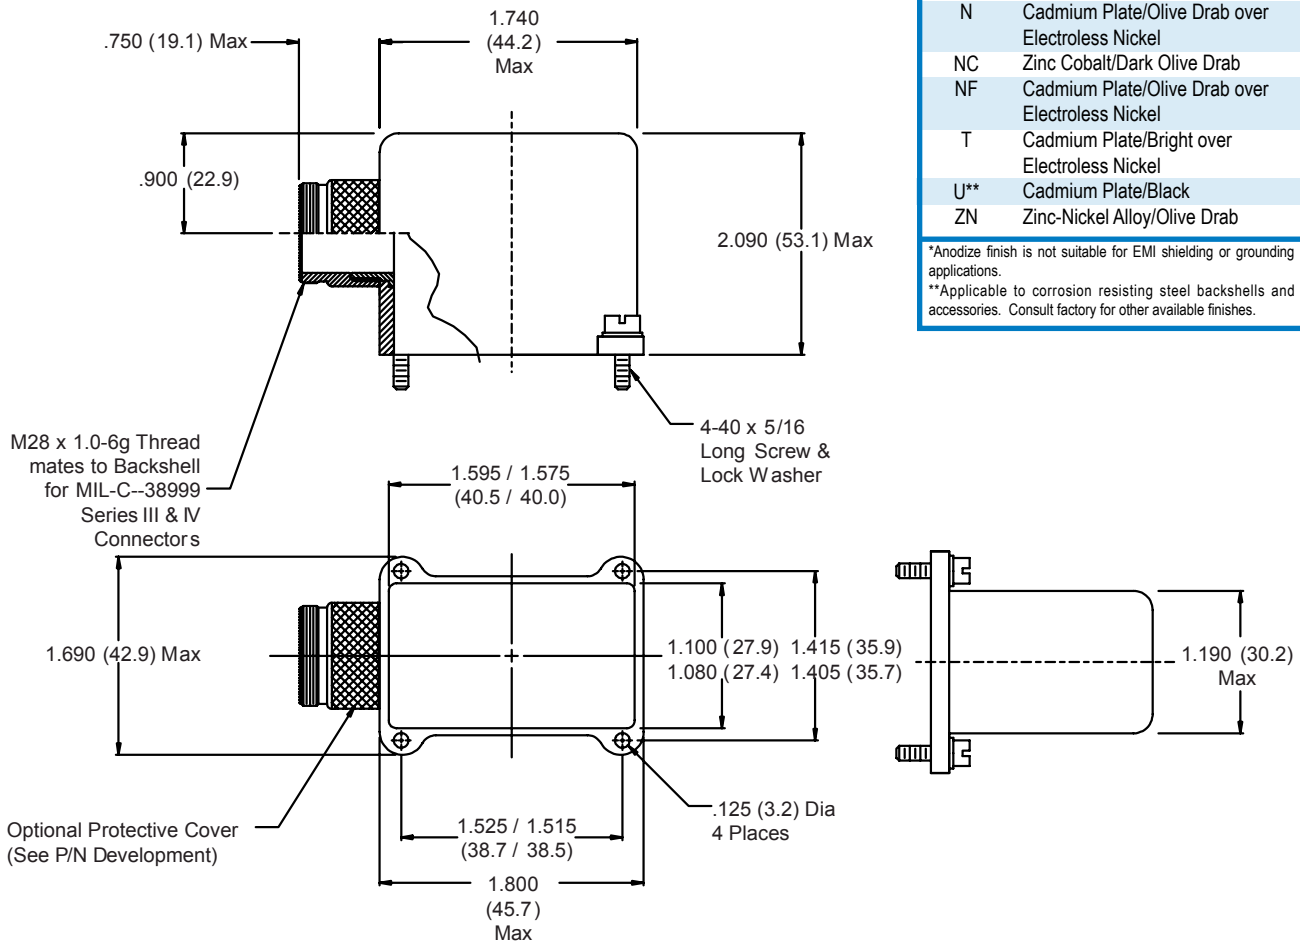 1.740
(44.2)
Max
.750 (19.1) Max
.900 (22.9)
2.090 (53.1) Max
M28 x 1.0-6g Thread
mates to Backshell
for MIL-C--38999
Series III & IV
Connectors
4-40 x 5/16
Long Screw &
Lock Washer
N Cadmium Plate/Olive Drab over
Electroless Nickel
NC Zinc Cobalt/Dark Olive Drab
NF Cadmium Plate/Olive Drab over
Electroless Nickel
T Cadmium Plate/Bright over
Electroless Nickel
U** Cadmium Plate/Black
ZN Zinc-Nickel Alloy/Olive Drab
*Anodize finish is not suitable for EMI shielding or grounding
applications.
**Applicable to corrosion resisting steel backshells and
accessories. Consult factory for other available finishes.
1.595 / 1.575
(40.5 / 40.0)
1.690 (42.9) Max
1.100 (27.9) 1.415 (35.9)
1.080 (27.4) 1.405 (35.7)
1.190 (30.2)
Max
Optional Protective Cover
(See P/N Development)
1.525 / 1.515
(38.7 / 38.5)
.125 (3.2) Dia
4 Places
1.800
(45.7)
Max